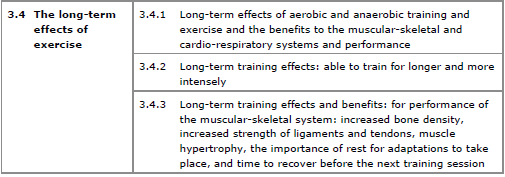 3.4 The long-term effects of exercise
3.4.1 Long-term effects of aerobic and anaerobic training and
exercise and the benefits to the muscular-skeletal and
cardio-respiratory systems and performance
3.4.2 Long-term training effects: able to train for longer and more
intensely
3.4.3 Long-term training effects and benefits: for performance of
the muscular-skeletal system: increased bone density,
increased strength of ligaments and tendons, muscle
hypertrophy, the importance of rest for adaptations to take
place, and time to recover before the next training session